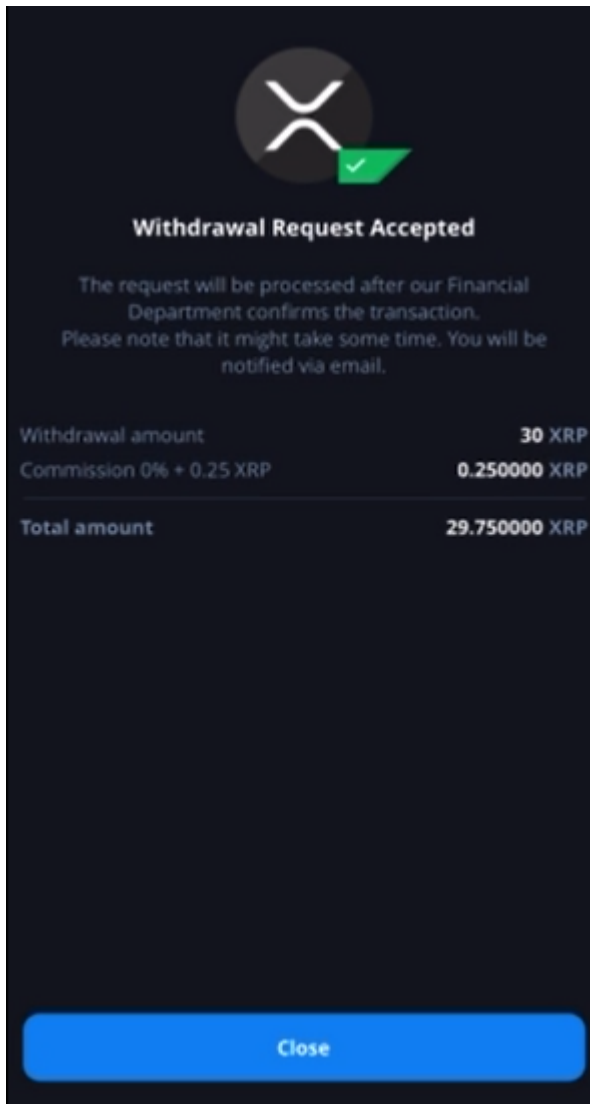 Withdrawal Request Accepted
The request will be processed after our Financial
Department confirms the transaction.
Please note that it might take some time. You will be
notified via email.
Withdrawal amount 30 XRP
Commission 0% + 0.25 XRP 0.250000 XRP
Total amount 29.750000 XRP
Close